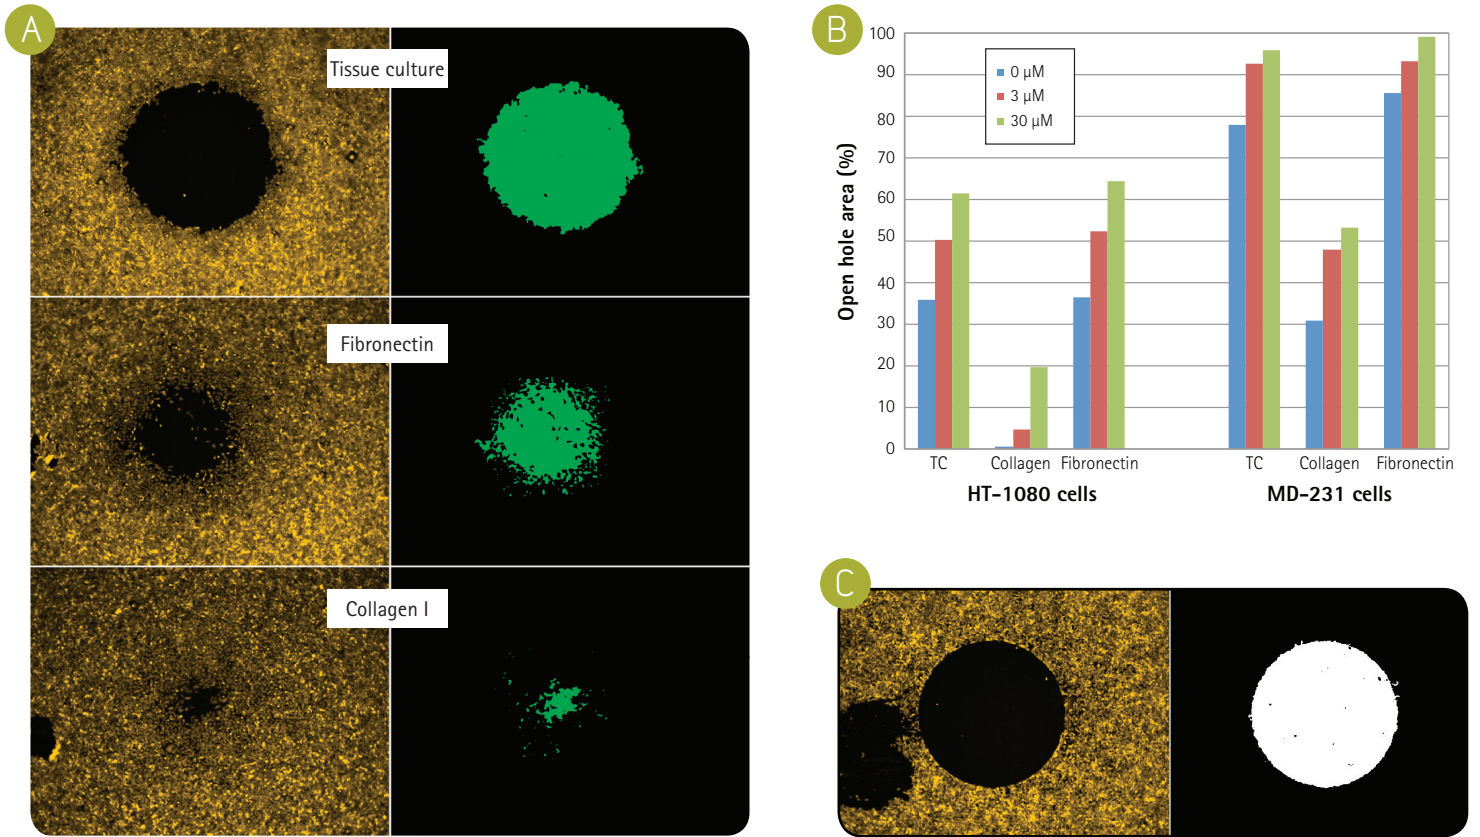 A
Tissue culture
Fibronectin
Collagen I
B
Open hole area (%)
100
90
80
70
60
50
40
30
20
10
0
0 µM
3 µM
30 µM
TC Collagen Fibronectin TC Collagen Fibronectin
HT-1080 cells MD-231 cells
C